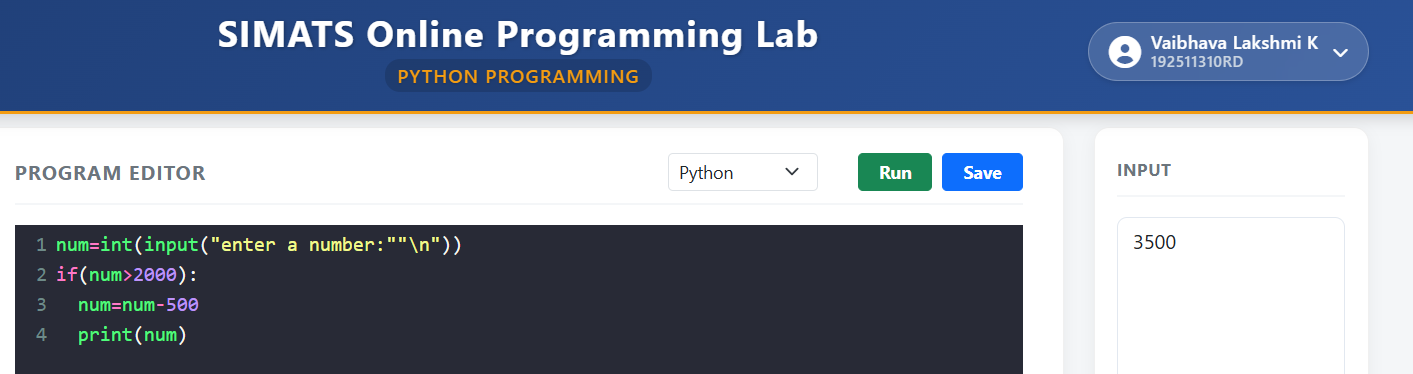 SIMATS Online Programming Lab
PYTHON PROGRAMMING
Vaibhava Lakshmi K
192511310RD
PROGRAM EDITOR
Python
Run
Save
1 num=int(input("enter a number:""\n"))
2 if(num>2000):
3   num=num-500
4   print(num)
INPUT
3500